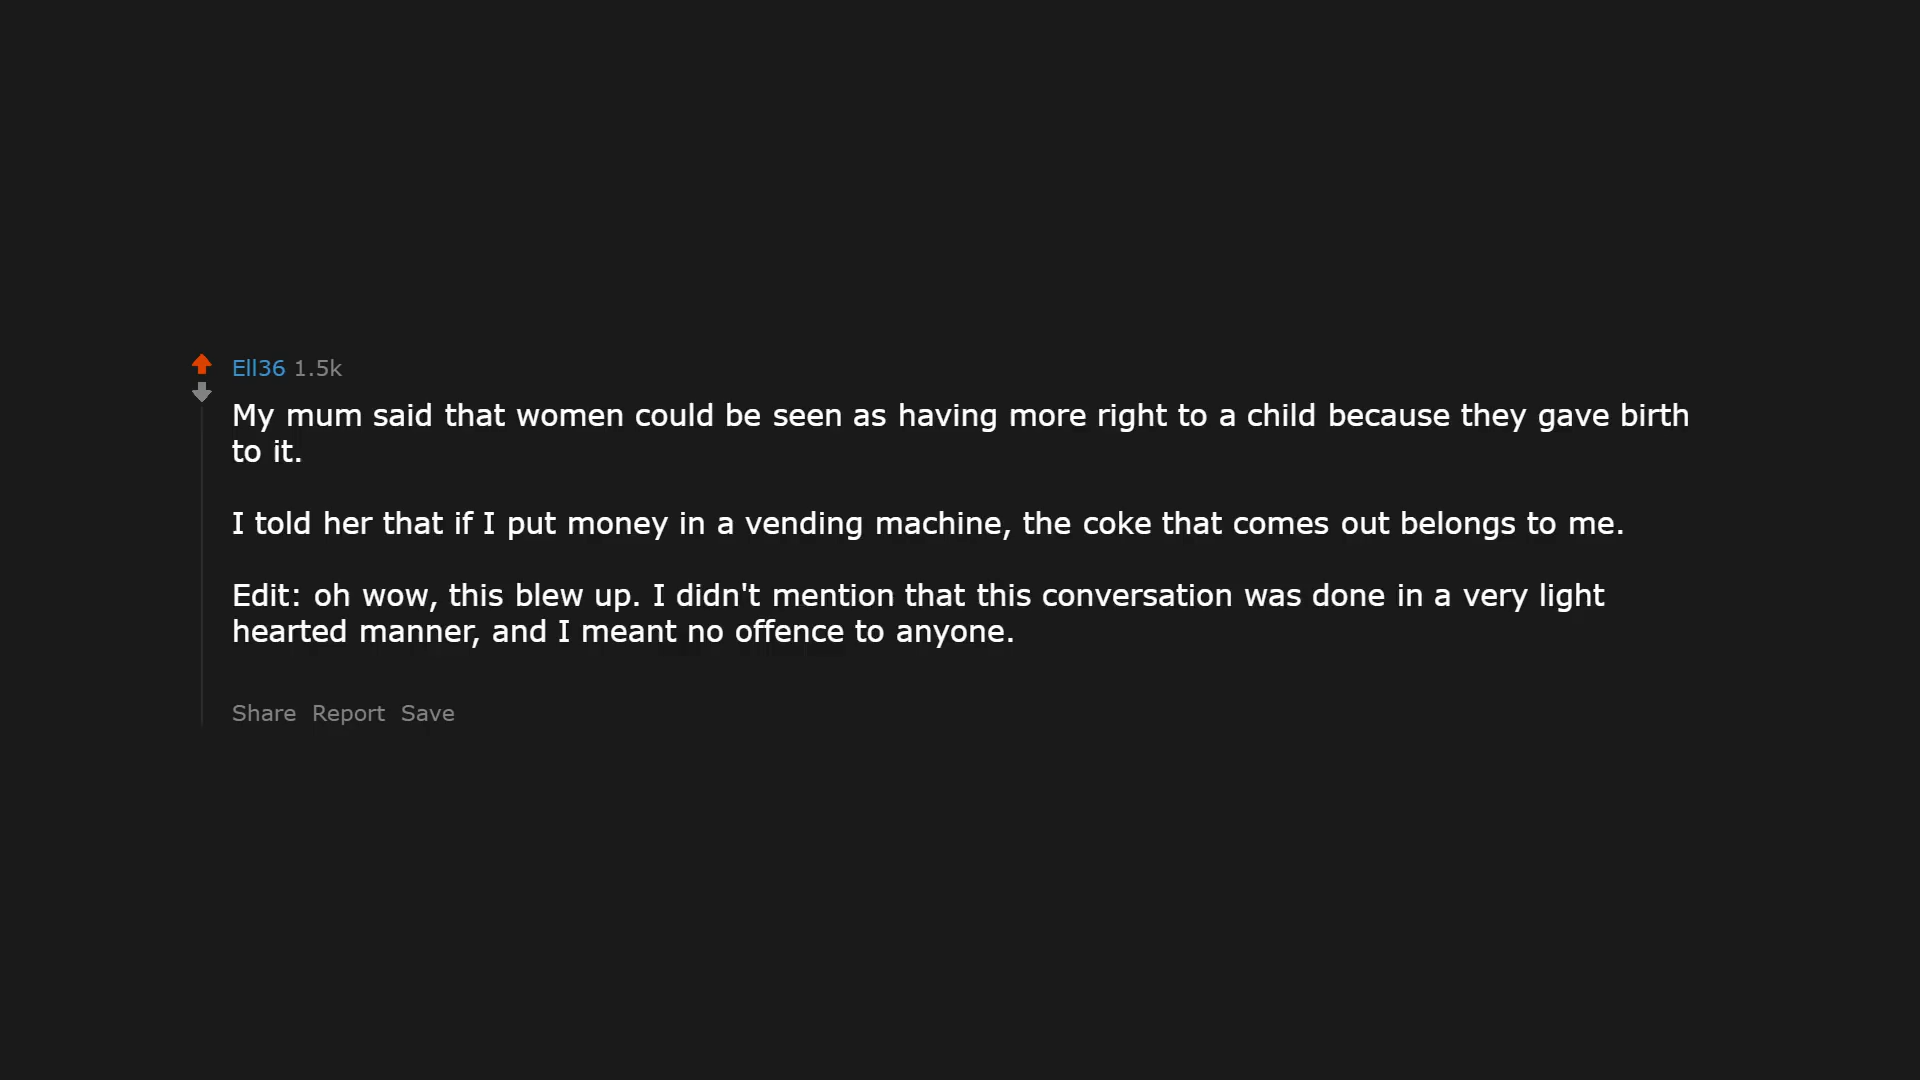 Ell36 1.5k
My mum said that women could be seen as having more right to a child because they gave birth
to it.
I told her that if I put money in a vending machine, the coke that comes out belongs to me.
Edit: oh wow, this blew up. I didn't mention that this conversation was done in a very light
hearted manner, and I meant no offence to anyone.
Share Report Save